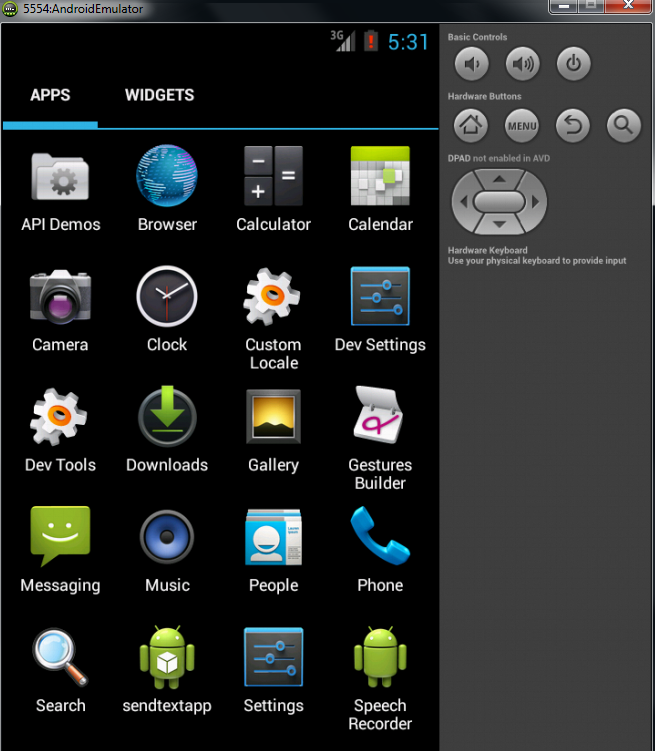 5554:AndroidEmulator
3G 5:31
APPS WIDGETS
API Demos Browser Calculator Calendar
Camera Clock Custom Locale Dev Settings
Dev Tools Downloads Gallery Gestures Builder
Messaging Music People Phone
Search sendtextapp Settings Speech Recorder
Basic Controls
Hardware Buttons
MENU
DPAD not enabled in AVD
Hardware Keyboard
Use your physical keyboard to provide input